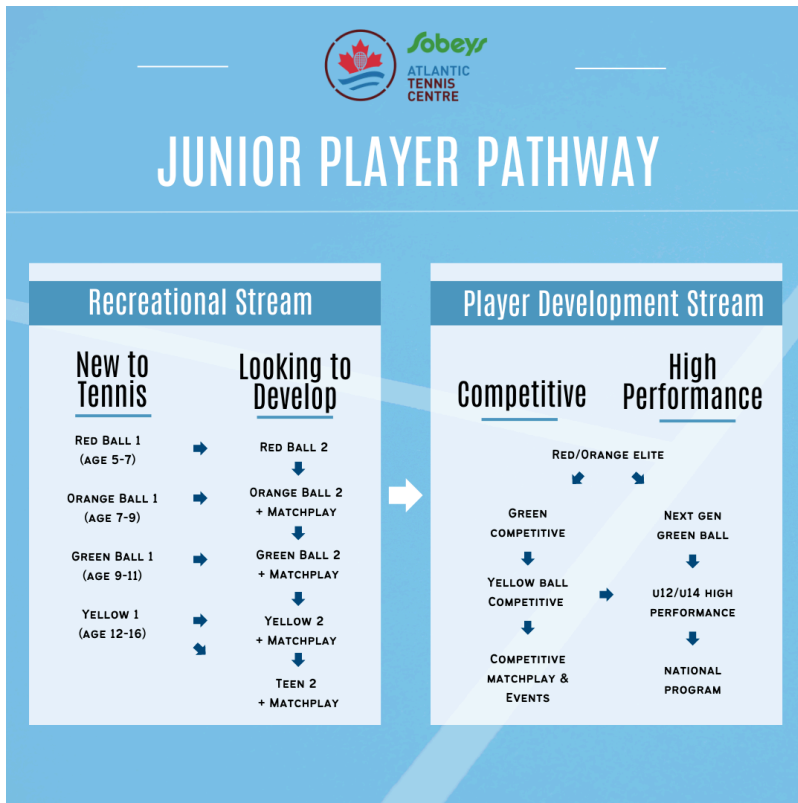 Sobeys
ATLANTIC
TENNIS
CENTRE
JUNIOR PLAYER PATHWAY
Recreational Stream
New to
Tennis
Looking to
Develop
RED BALL 1
(AGE 5-7)
RED BALL 2
ORANGE BALL 1
(AGE 7-9)
ORANGE BALL 2
+ MATCHPLAY
GREEN BALL 1
(AGE 9-11)
GREEN BALL 2
+ MATCHPLAY
YELLOW 1
(AGE 12-16)
YELLOW 2
+ MATCHPLAY
TEEN 2
+ MATCHPLAY
Player Development Stream
Competitive
High
Performance
RED/ORANGE ELITE
GREEN
COMPETITIVE
NEXT GEN
GREEN BALL
YELLOW BALL
COMPETITIVE
U12/U14 HIGH
PERFORMANCE
COMPETITIVE
MATCHPLAY &
EVENTS
NATIONAL
PROGRAM